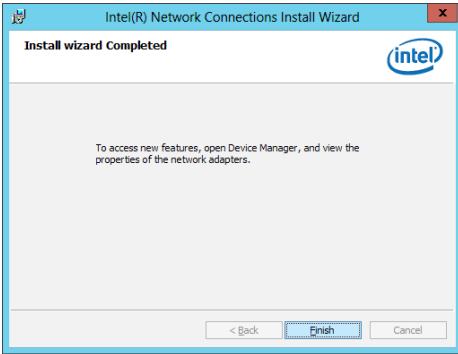 Intel(R) Network Connections Install Wizard
x
Install wizard Completed
intel
To access new features, open Device Manager, and view the
properties of the network adapters.
< Back
Finish
Cancel